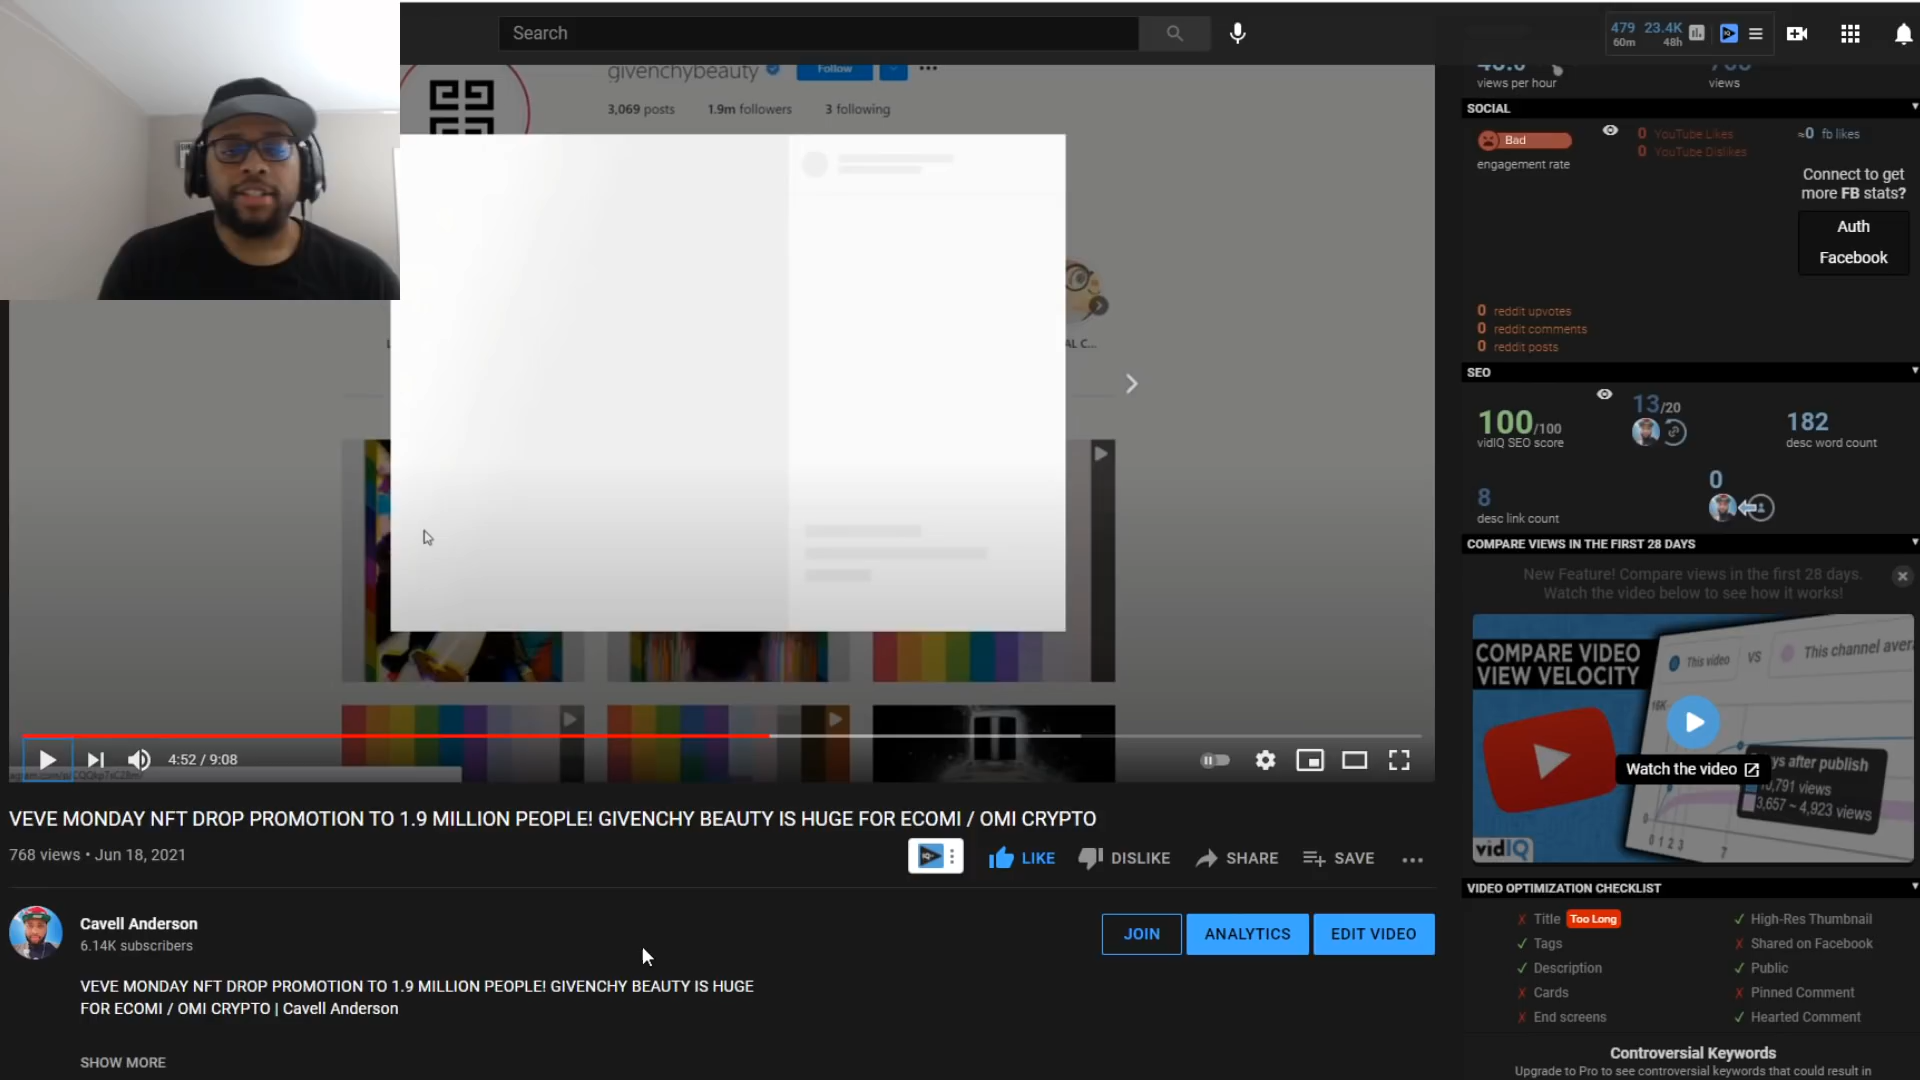 Search
479
60m
23.4K
48h
givenchybeauty
Follow
3,069 posts
1.9m followers
3 following
views per hour
views
SOCIAL
Bad
engagement rate
0 YouTube Likes
0 YouTube Dislikes
≈0 fb likes
Connect to get
more FB stats?
Auth
Facebook
0 reddit upvotes
0 reddit comments
0 reddit posts
SEO
100/100
vidIQ SEO score
13/20
182
desc word count
8
desc link count
0
COMPARE VIEWS IN THE FIRST 28 DAYS
New Feature! Compare views in the first 28 days.
Watch the video below to see how it works!
COMPARE VIDEO
VIEW VELOCITY
This video
VS
This channel aver
Watch the video
ys after publish
views
3,657 ~ 4,923 views
0 1 2 3 7
vidIQ
4:52 / 9:08
VEVE MONDAY NFT DROP PROMOTION TO 1.9 MILLION PEOPLE! GIVENCHY BEAUTY IS HUGE FOR ECOMI / OMI CRYPTO
768 views • Jun 18, 2021
LIKE
DISLIKE
SHARE
SAVE
Cavell Anderson
6.14K subscribers
JOIN
ANALYTICS
EDIT VIDEO
VEVE MONDAY NFT DROP PROMOTION TO 1.9 MILLION PEOPLE! GIVENCHY BEAUTY IS HUGE
FOR ECOMI / OMI CRYPTO | Cavell Anderson
SHOW MORE
VIDEO OPTIMIZATION CHECKLIST
Title Too Long
Tags
Description
Cards
End screens
High-Res Thumbnail
Shared on Facebook
Public
Pinned Comment
Hearted Comment
Controversial Keywords
Upgrade to Pro to see controversial keywords that could result in